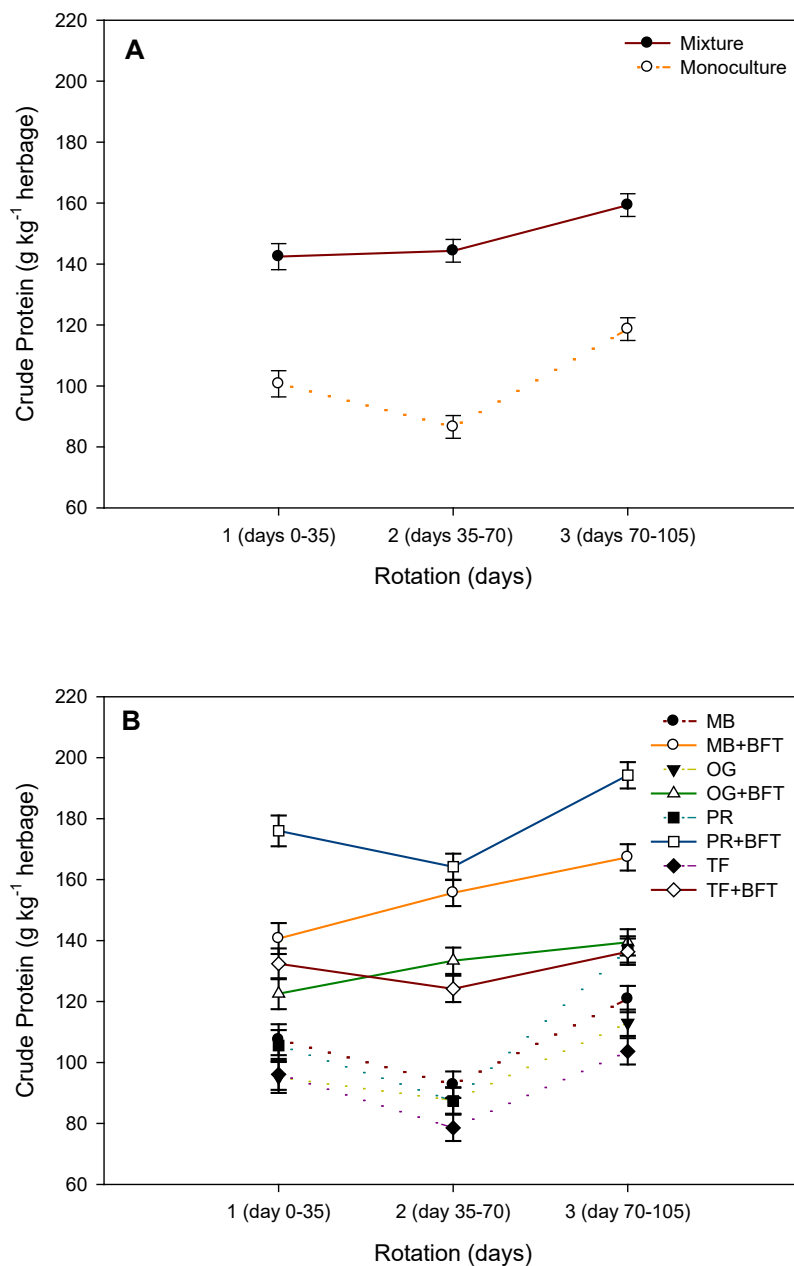 A
Mixture
Monoculture
220
200
180
160
140
120
100
80
60
Crude Protein (g kg⁻¹ herbage)
1 (days 0-35) 2 (days 35-70) 3 (days 70-105)
Rotation (days)
B
MB
MB+BFT
OG
OG+BFT
PR
PR+BFT
TF
TF+BFT
220
200
180
160
140
120
100
80
60
Crude Protein (g kg⁻¹ herbage)
1 (day 0-35) 2 (day 35-70) 3 (day 70-105)
Rotation (days)